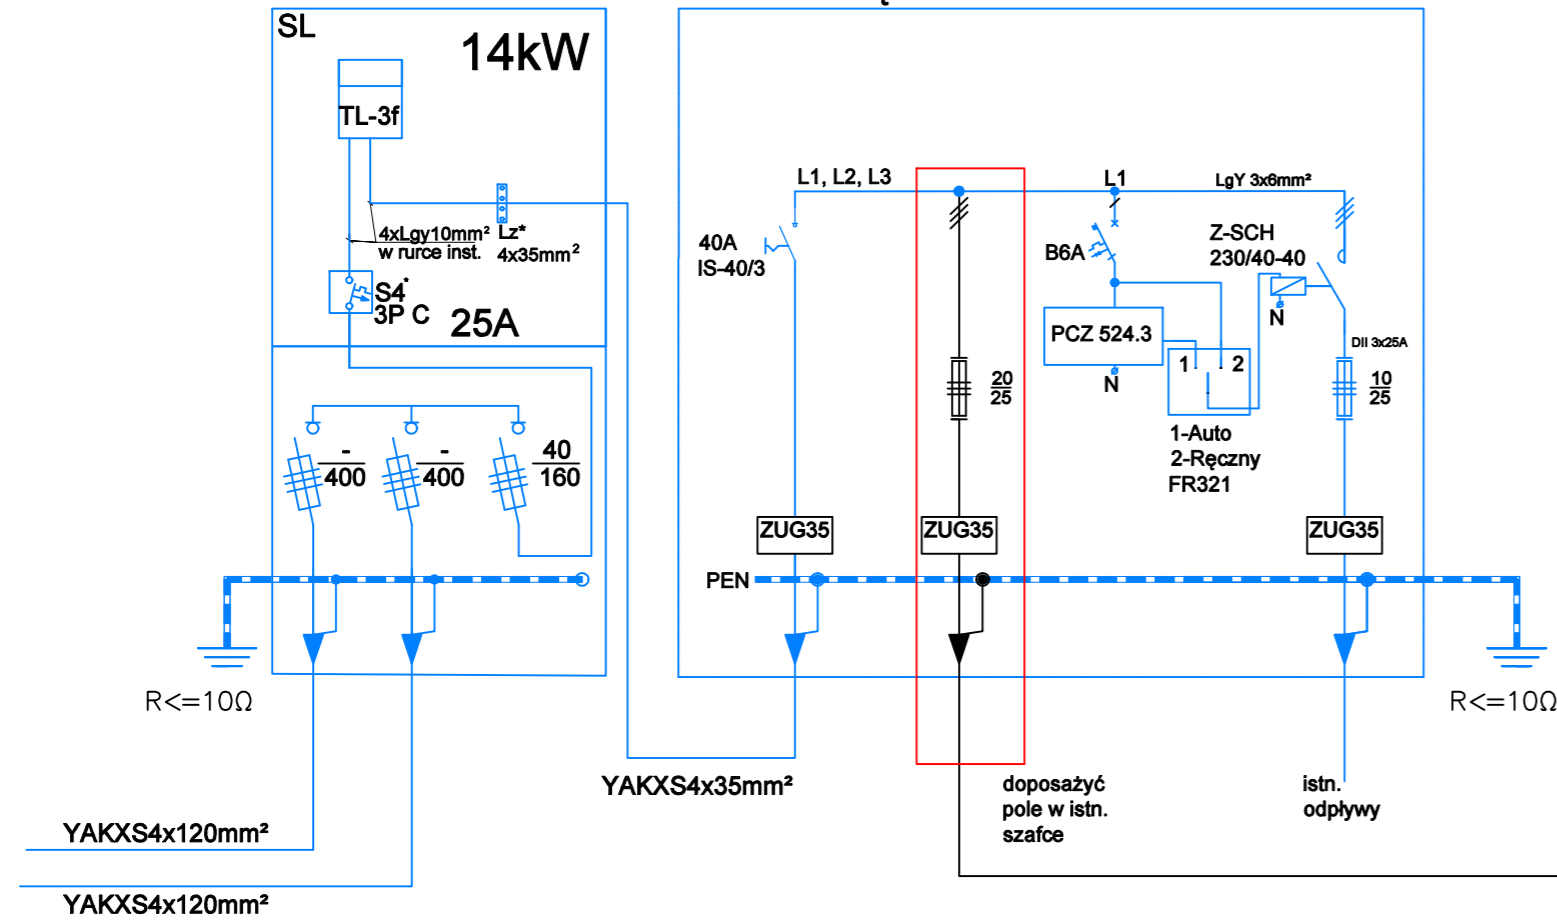 SL
14kW
TL-3f
4xLgy10mm²
w rurce inst.
Lz*
4x35mm²
S4*
3P C
25A
-
400
-
400
40
160
R<=10Ω
YAKXS4x120mm²
YAKXS4x120mm²
YAKXS4x35mm²
L1, L2, L3
40A
IS-40/3
ZUG35
PEN
20
25
ZUG35
doposażyć
pole w istn.
szafce
L1
B6A
PCZ 524.3
N
1
2
1-Auto
2-Ręczny
FR321
LgY 3x6mm²
Z-SCH
230/40-40
N
DII 3x25A
10
25
ZUG35
istn.
odpływy
R<=10Ω